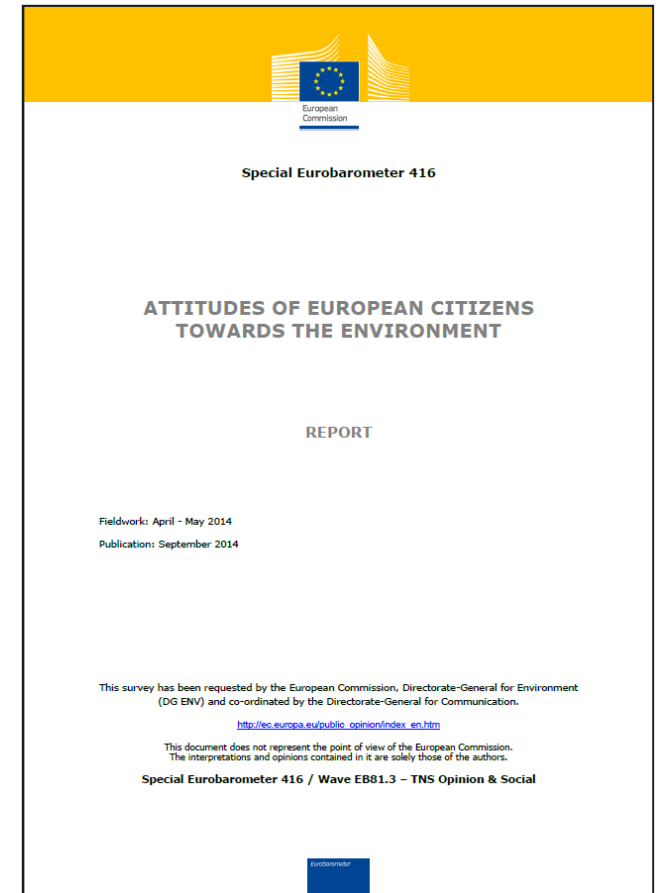 European
Commission
Special Eurobarometer 416
ATTITUDES OF EUROPEAN CITIZENS
TOWARDS THE ENVIRONMENT
REPORT
Fieldwork: April - May 2014
Publication: September 2014
This survey has been requested by the European Commission, Directorate-General for Environment
(DG ENV) and co-ordinated by the Directorate-General for Communication.
http://ec.europa.eu/public_opinion/index_en.htm
This document does not represent the point of view of the European Commission.
The interpretations and opinions contained in it are solely those of the authors.
Special Eurobarometer 416 / Wave EB81.3 – TNS Opinion & Social
Eurobarometer